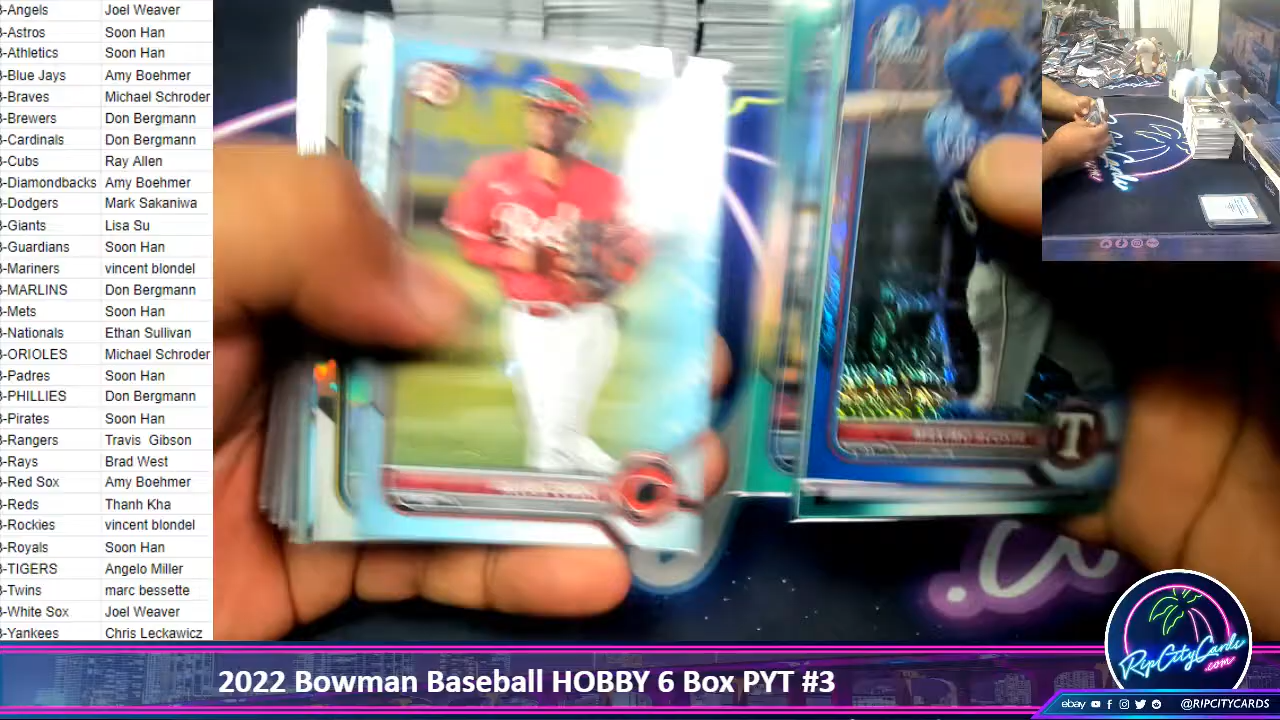 B-Angels Joel Weaver
B-Astros Soon Han
B-Athletics Soon Han
B-Blue Jays Amy Boehmer
B-Braves Michael Schroder
B-Brewers Don Bergmann
B-Cardinals Don Bergmann
B-Cubs Ray Allen
B-Diamondbacks Amy Boehmer
B-Dodgers Mark Sakaniwa
B-Giants Lisa Su
B-Guardians Soon Han
B-Mariners vincent blondel
B-MARLINS Don Bergmann
B-Mets Soon Han
B-Nationals Ethan Sullivan
B-ORIOLES Michael Schroder
B-Padres Soon Han
B-PHILLIES Don Bergmann
B-Pirates Soon Han
B-Rangers Travis Gibson
B-Rays Brad West
B-Red Sox Amy Boehmer
B-Reds Thanh Kha
B-Rockies vincent blondel
B-Royals Soon Han
B-TIGERS Angelo Miller
B-Twins marc bessette
B-White Sox Joel Weaver
B-Yankees Chris Leckawicz
T
.co
RipCityCards
.com
2022 Bowman Baseball HOBBY 6 Box PYT #3
ebay @RIPCITYCARDS